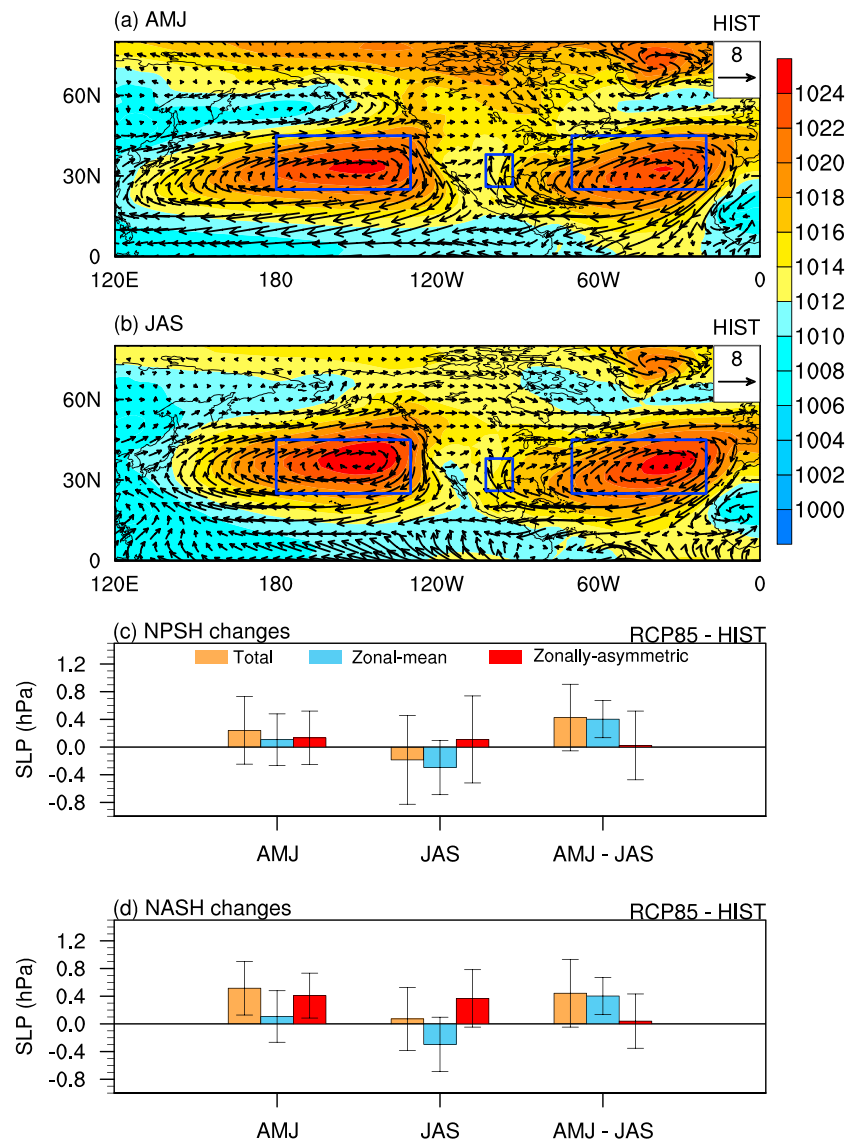 (a) AMJ HIST
8
60N
30N
0
120E 180 120W 60W 0
(b) JAS HIST
8
60N
30N
0
120E 180 120W 60W 0
1024
1022
1020
1018
1016
1014
1012
1010
1008
1006
1004
1002
1000
(c) NPSH changes RCP85 - HIST
Total Zonal-mean Zonally-asymmetric
SLP (hPa)
1.2
0.8
0.4
0.0
-0.4
-0.8
AMJ JAS AMJ - JAS
(d) NASH changes RCP85 - HIST
SLP (hPa)
1.2
0.8
0.4
0.0
-0.4
-0.8
AMJ JAS AMJ - JAS